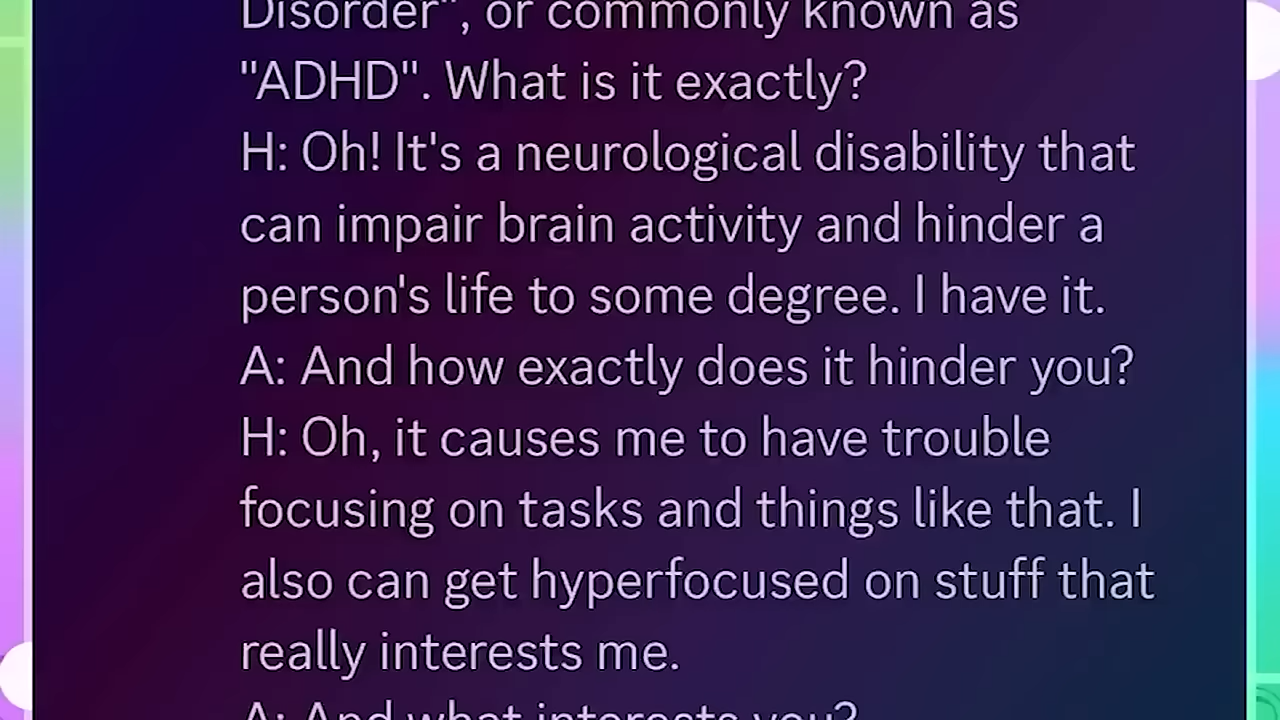 Disorder", or commonly known as
"ADHD". What is it exactly?
H: Oh! It's a neurological disability that
can impair brain activity and hinder a
person's life to some degree. I have it.
A: And how exactly does it hinder you?
H: Oh, it causes me to have trouble
focusing on tasks and things like that. I
also can get hyperfocused on stuff that
really interests me.
A: And what interests you?